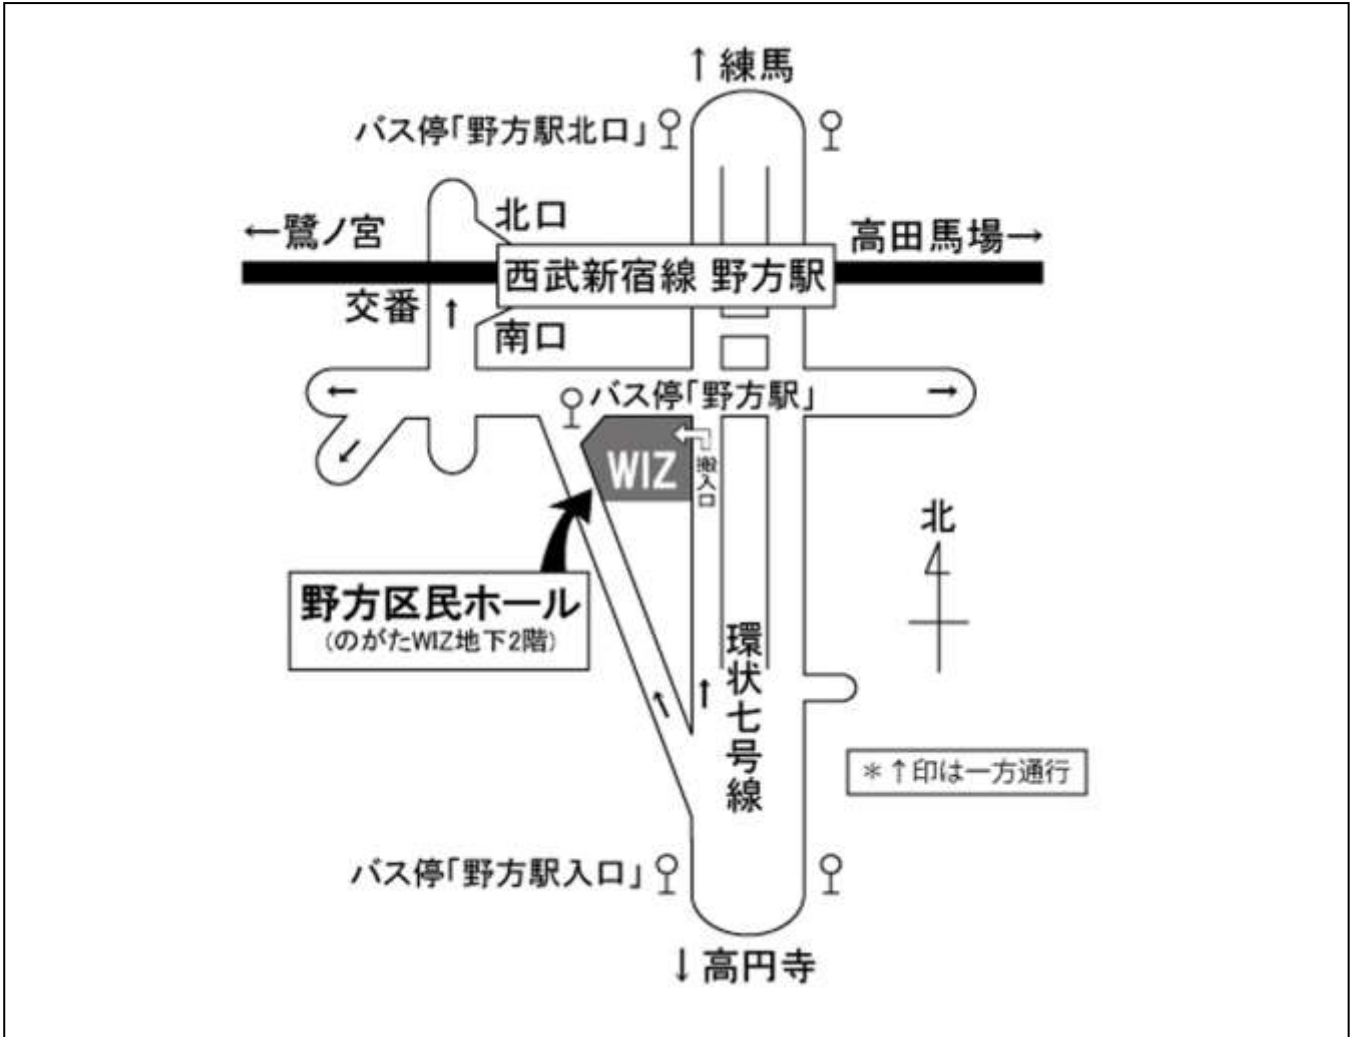 ↑練馬
バス停「野方駅北口」
北口
←鷺ノ宮
高田馬場→
西武新宿線 野方駅
交番
南口
バス停「野方駅」
WIZ
搬入口
北
野方区民ホール
(のがたWIZ地下2階)
環状七号線
*↑印は一方通行
バス停「野方駅入口」
↓高円寺